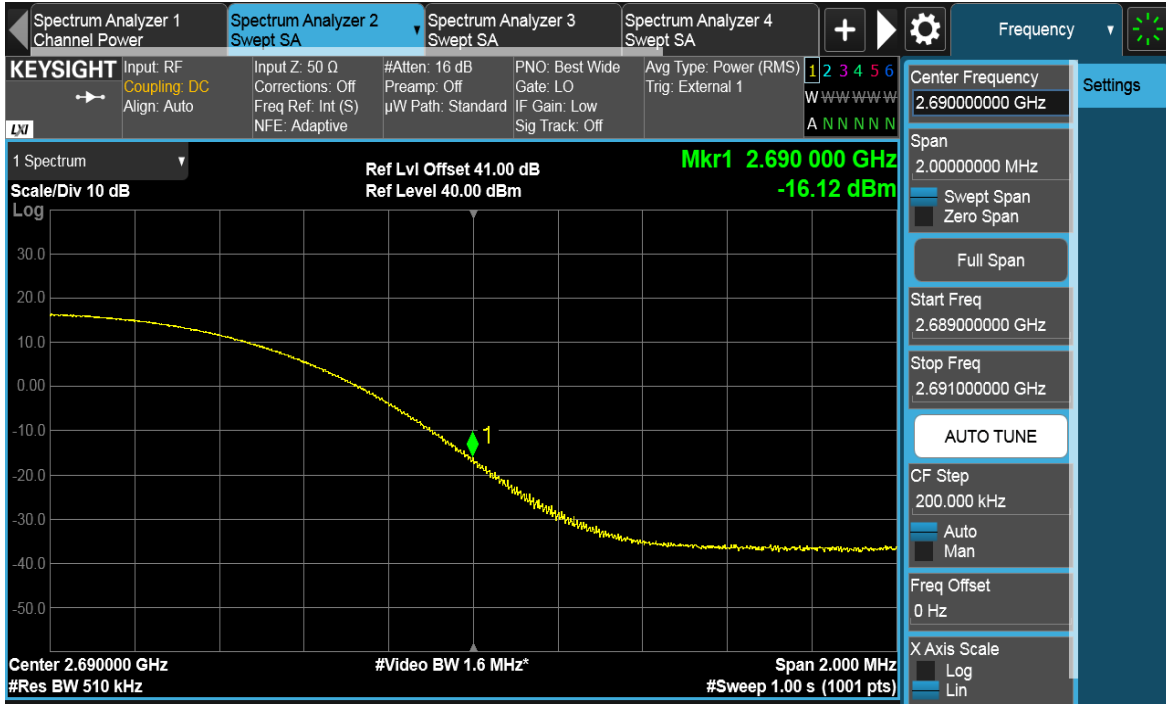 Spectrum Analyzer 1
Channel Power
Spectrum Analyzer 2
Swept SA
Spectrum Analyzer 3
Swept SA
Spectrum Analyzer 4
Swept SA
+
Frequency
KEYSIGHT
LXI
Input: RF
Coupling: DC
Align: Auto
Input Z: 50 Ω
Corrections: Off
Freq Ref: Int (S)
NFE: Adaptive
#Atten: 16 dB
Preamp: Off
µW Path: Standard
PNO: Best Wide
Gate: LO
IF Gain: Low
Sig Track: Off
Avg Type: Power (RMS)
Trig: External 1
1 2 3 4 5 6
W W W W W W
A N N N N N
1 Spectrum
Scale/Div 10 dB
Log
Ref Lvl Offset 41.00 dB
Ref Level 40.00 dBm
Mkr1 2.690 000 GHz
-16.12 dBm
30.0
20.0
10.0
0.00
-10.0
-20.0
-30.0
-40.0
-50.0
1
Center 2.690000 GHz
#Res BW 510 kHz
#Video BW 1.6 MHz*
Span 2.000 MHz
#Sweep 1.00 s (1001 pts)
Center Frequency
2.690000000 GHz
Span
2.00000000 MHz
Swept Span
Zero Span
Full Span
Start Freq
2.689000000 GHz
Stop Freq
2.691000000 GHz
AUTO TUNE
CF Step
200.000 kHz
Auto
Man
Freq Offset
0 Hz
X Axis Scale
Log
Lin
Settings